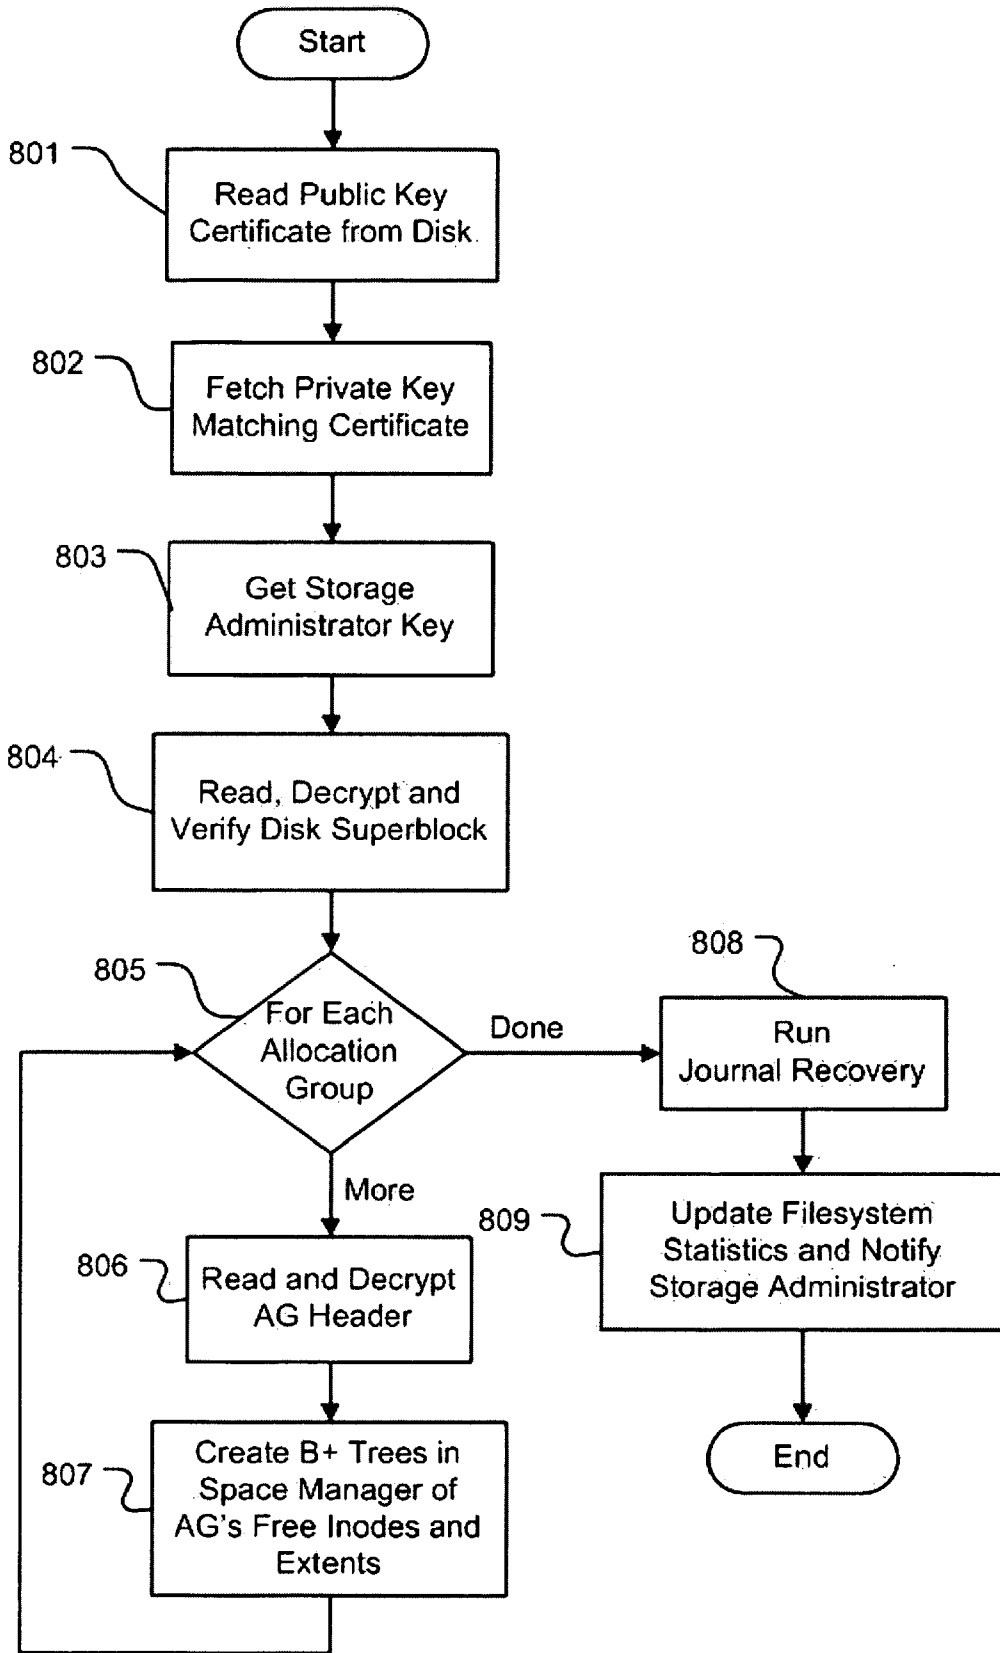 Start
801
Read Public Key
Certificate from Disk
802
Fetch Private Key
Matching Certificate
803
Get Storage
Administrator Key
804
Read, Decrypt and
Verify Disk Superblock
805
For Each
Allocation
Group
Done
808
Run
Journal Recovery
More
806
Read and Decrypt
AG Header
809
Update Filesystem
Statistics and Notify
Storage Administrator
807
Create B+ Trees in
Space Manager of
AG's Free Inodes and
Extents
End